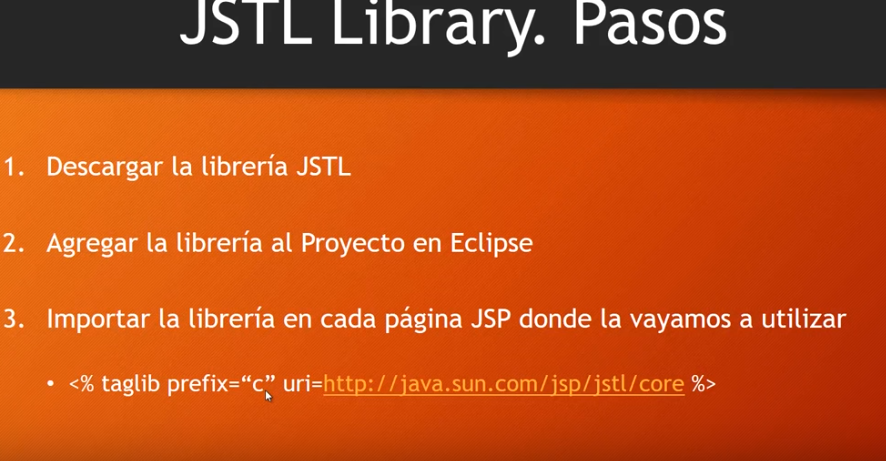 JSTL Library. Pasos
1. Descargar la librería JSTL
2. Agregar la librería al Proyecto en Eclipse
3. Importar la librería en cada página JSP donde la vayamos a utilizar
• <% taglib prefix=“c” uri=http://java.sun.com/jsp/jstl/core %>